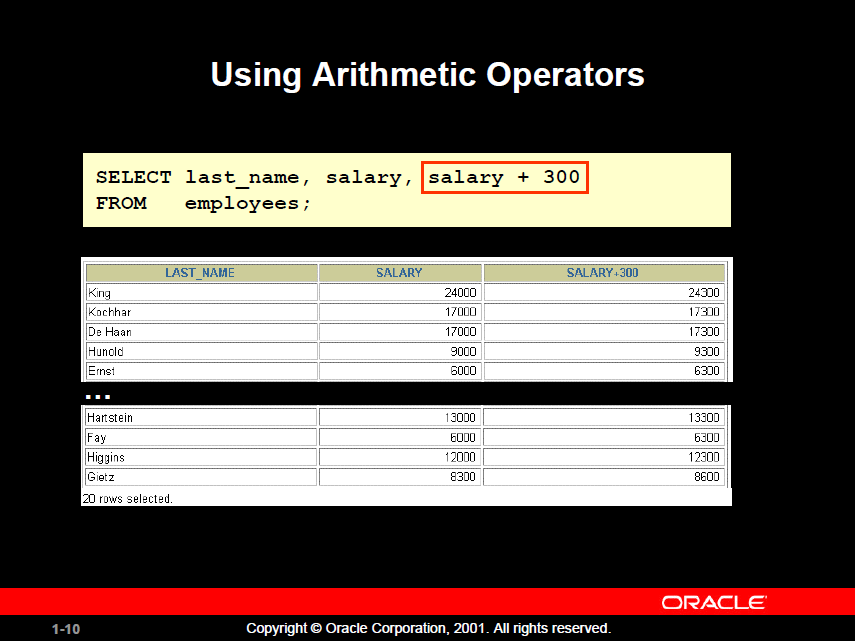 Using Arithmetic Operators
SELECT last_name, salary, salary + 300
FROM employees;
LAST_NAME SALARY SALARY+300
King 24000 24300
Kochhar 17000 17300
De Haan 17000 17300
Hunold 9000 9300
Ernst 6000 6300
...
Hartstein 13000 13300
Fay 6000 6300
Higgins 12000 12300
Gietz 8300 8600
20 rows selected.
ORACLE
1-10 Copyright © Oracle Corporation, 2001. All rights reserved.